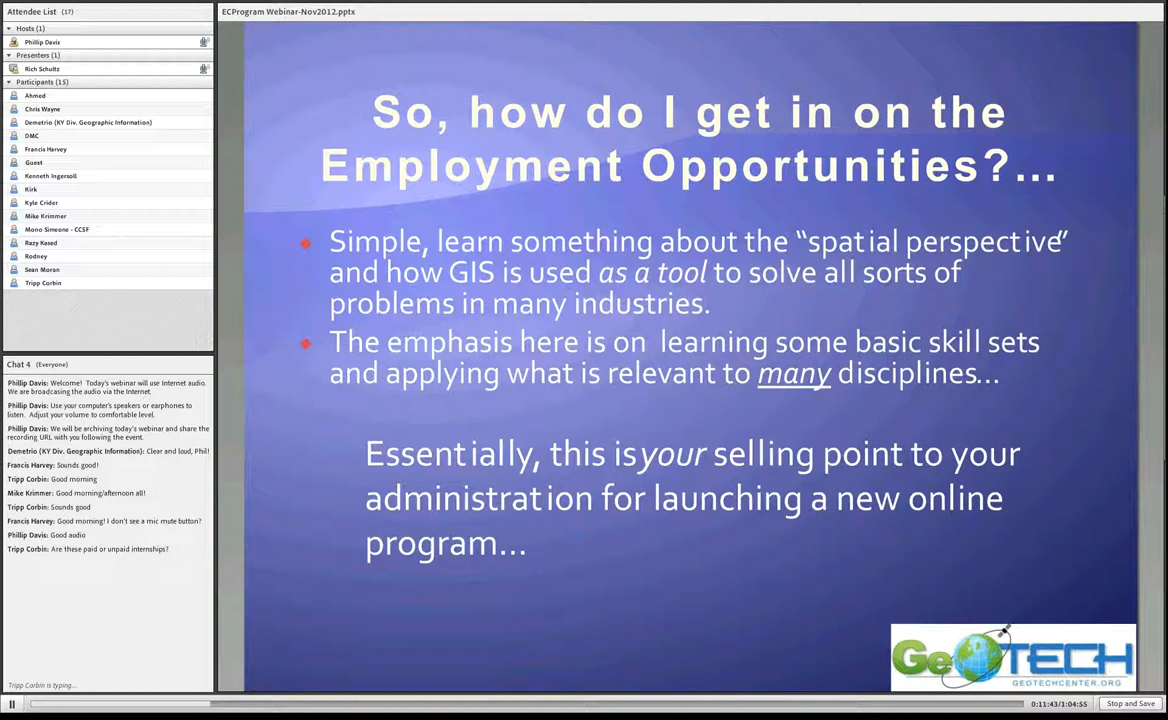 Attendee List (17)
Hosts (1)
Phillip Davis
Presenters (1)
Rich Schultz
Participants (15)
Ahmed
Chris Wayne
Demetrio (KY Div. Geographic Information)
DMC
Francis Harvey
Guest
Kenneth Ingersoll
Kirk
Kyle Crider
Mike Krimmer
Mono Simeone - CCSF
Razy Kased
Rodney
Sean Moran
Tripp Corbin
Chat 4 (Everyone)
Phillip Davis: Welcome! Today's webinar will use Internet audio.
We are broadcasting the audio via the Internet.
Phillip Davis: Use your computer's speakers or earphones to
listen. Adjust your volume to comfortable level.
Phillip Davis: We will be archiving today's webinar and share the
recording URL with you following the event.
Demetrio (KY Div. Geographic Information): Clear and loud, Phil!
Francis Harvey: Sounds good!
Tripp Corbin: Good morning
Mike Krimmer: Good morning/afternoon all!
Tripp Corbin: Sounds good
Francis Harvey: Good morning! I don't see a mic mute button?
Phillip Davis: Good audio
Tripp Corbin: Are these paid or unpaid internships?
Tripp Corbin is typing...
ECProgram Webinar-Nov2012.pptx
So, how do I get in on the
Employment Opportunities?...
Simple, learn something about the “spatial perspective”
and how GIS is used as a tool to solve all sorts of
problems in many industries.
The emphasis here is on learning some basic skill sets
and applying what is relevant to many disciplines...
Essentially, this is your selling point to your
administration for launching a new online
program...
GeoTECH
GEOTECHCENTER.ORG
0:11:43/1:04:55
Stop and Save